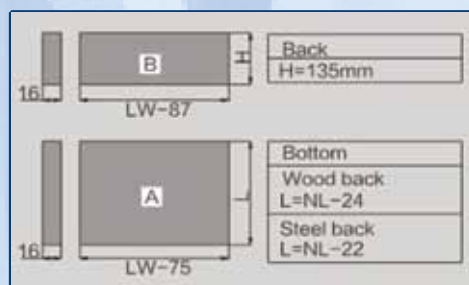 B
H
16
LW-87
Back
H=135mm
A
L
16
LW-75
Bottom
Wood back
L=NL-24
Steel back
L=NL-22